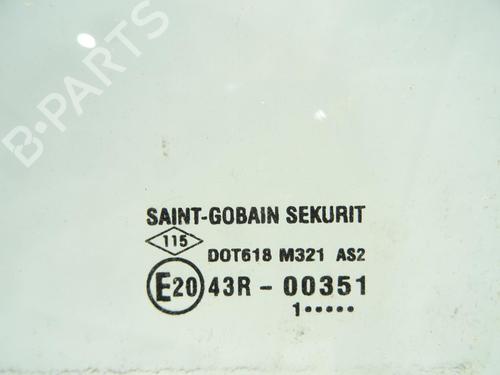 B-PARTS
SAINT-GOBAIN SEKURIT
115
DOT618 M321 AS2
E20 43R - 00351
1•••••